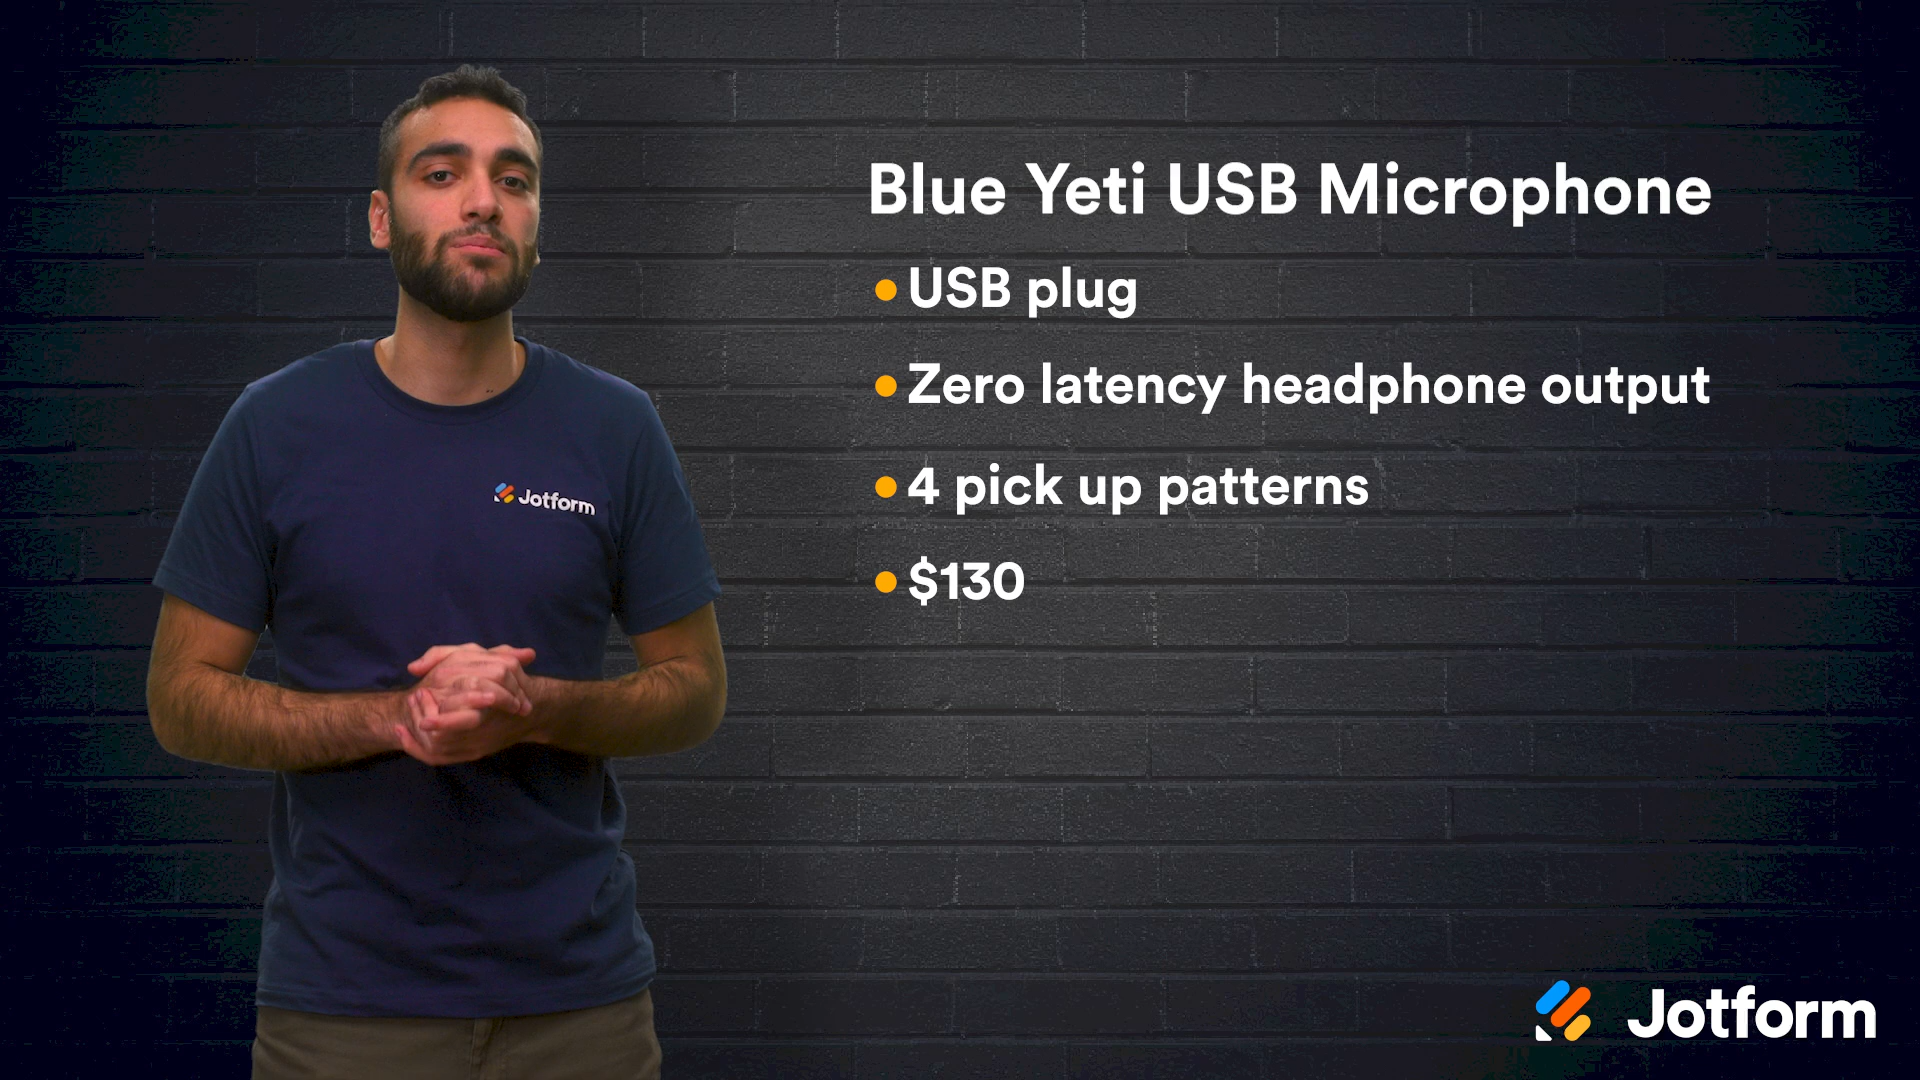 Blue Yeti USB Microphone
USB plug
Zero latency headphone output
4 pick up patterns
$130
Jotform
Jotform